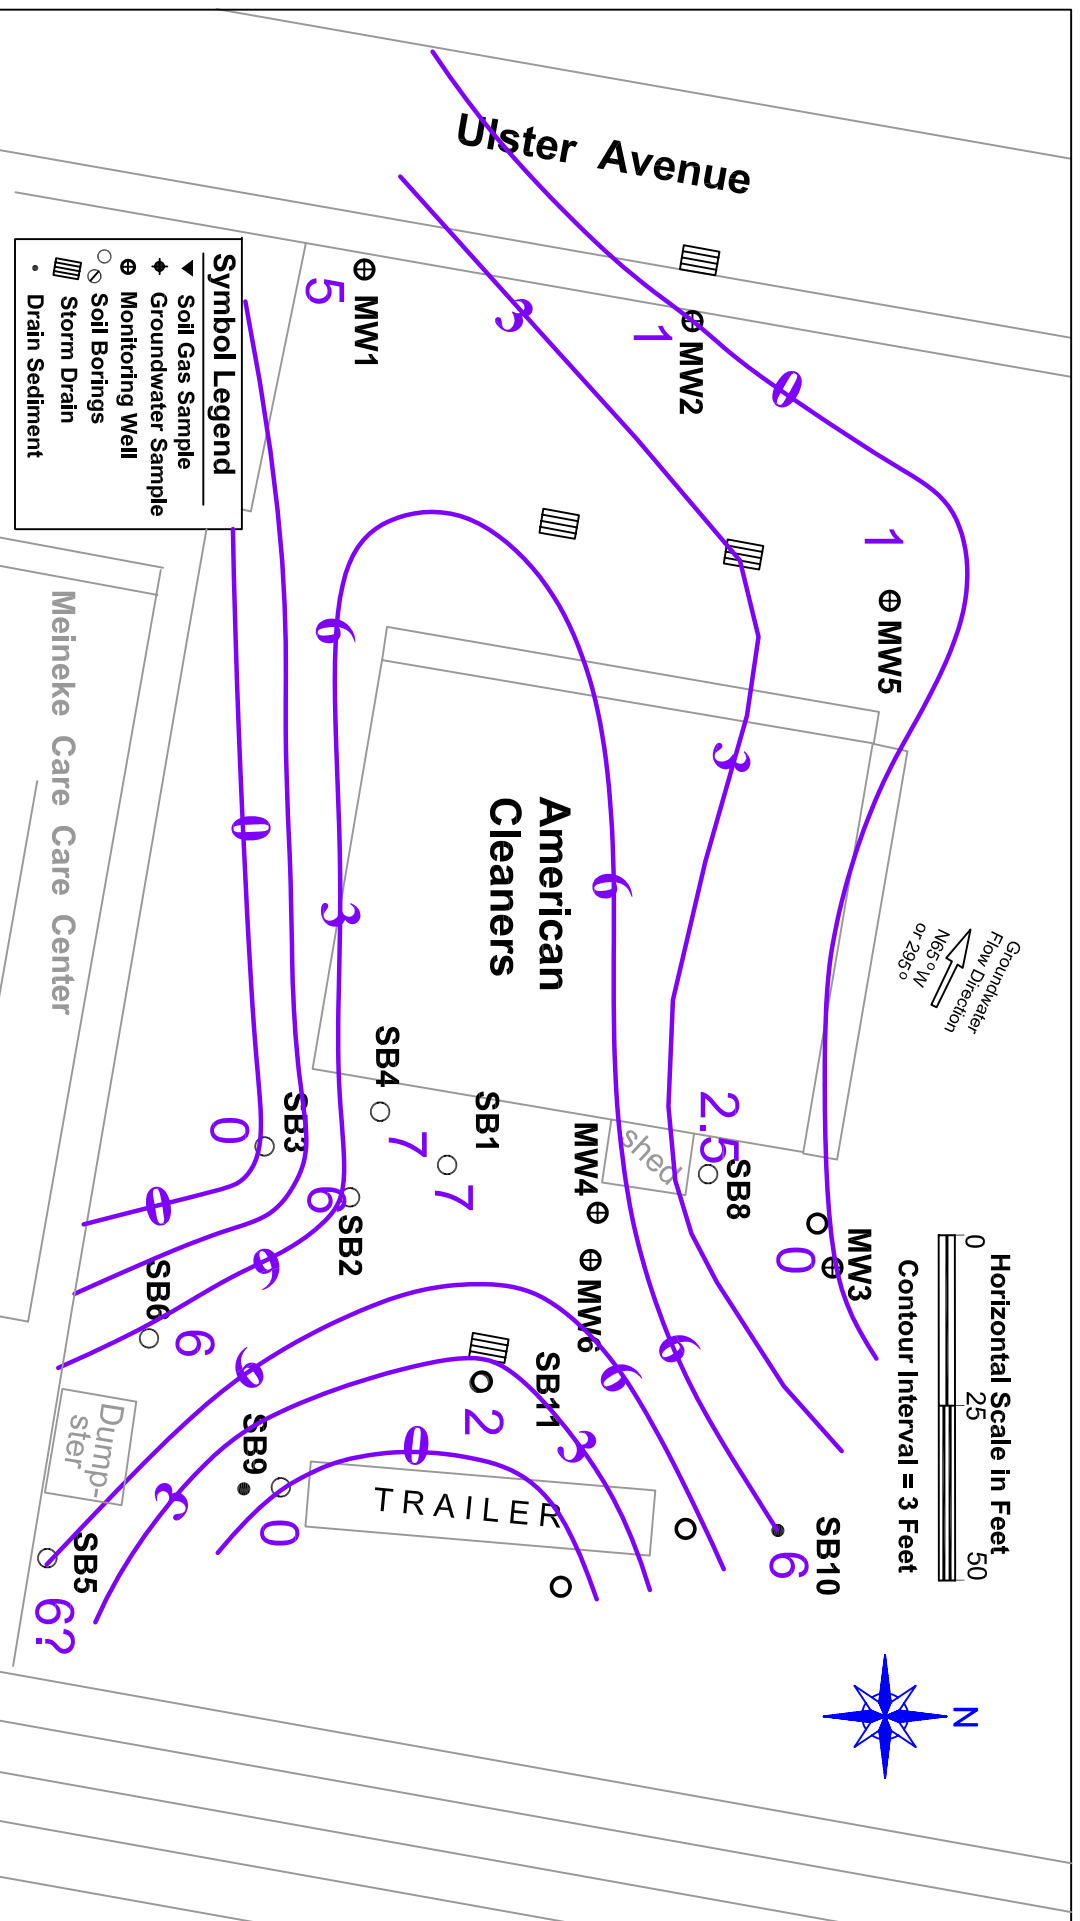 Ulster Avenue
Symbol Legend
Soil Gas Sample
Groundwater Sample
Monitoring Well
Soil Borings
Storm Drain
Drain Sediment
MW1
5
MW2
1
MW5
1
3
0
6
3
6
3
0
American
Cleaners
Meineke Care Care Center
Groundwater
Flow Direction
N65°W
or 295°
SB4
7
SB1
7
SB3
0
SB2
6
MW4
shed
SB8
2.5
MW3
0
MW6
SB6
6
0
6
6
6
6
SB11
2
3
3
0
SB9
0
SB10
6
SB5
6?
Dump-
ster
TRAILER
Horizontal Scale in Feet
0 25 50
Contour Interval = 3 Feet
N